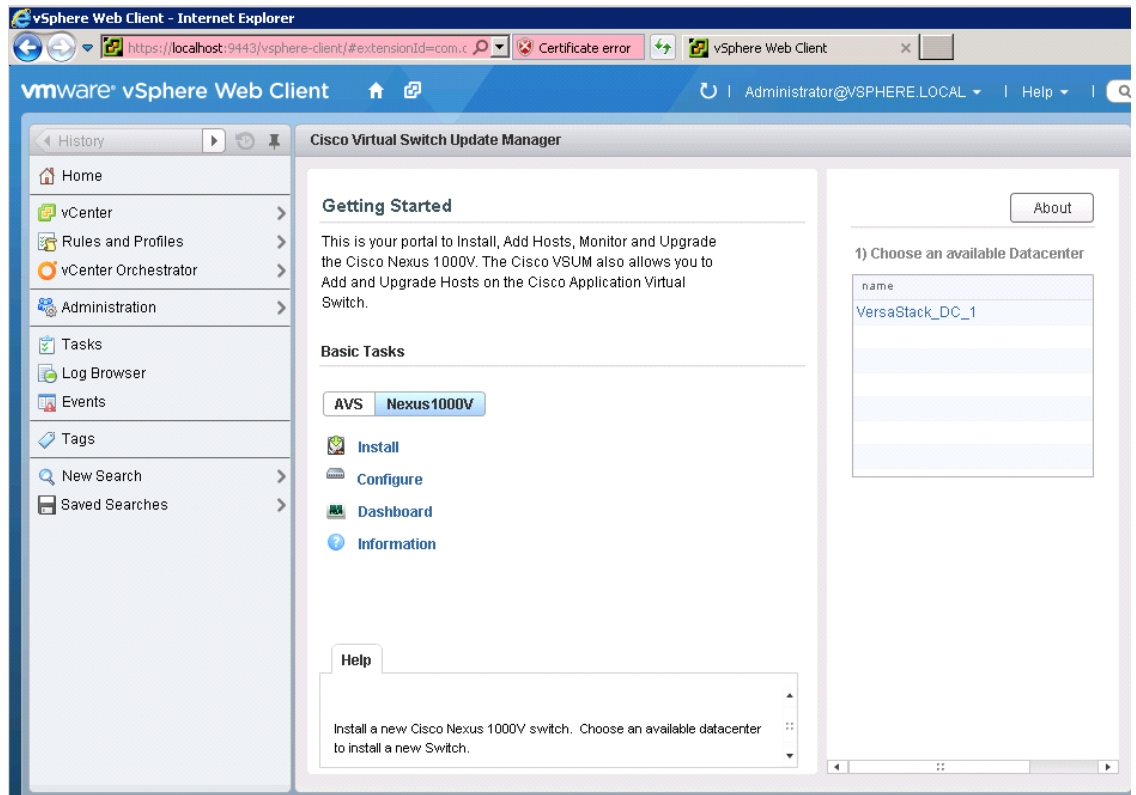 vSphere Web Client - Internet Explorer
https://localhost:9443/vsphere-client/#extensionId=com.c
Certificate error
vSphere Web Client
vmware® vSphere Web Client
Administrator@VSPHERE.LOCAL
Help
History
Home
vCenter
Rules and Profiles
vCenter Orchestrator
Administration
Tasks
Log Browser
Events
Tags
New Search
Saved Searches
Cisco Virtual Switch Update Manager
Getting Started
This is your portal to Install, Add Hosts, Monitor and Upgrade
the Cisco Nexus 1000V. The Cisco VSUM also allows you to
Add and Upgrade Hosts on the Cisco Application Virtual
Switch.
Basic Tasks
AVS Nexus1000V
Install
Configure
Dashboard
Information
Help
Install a new Cisco Nexus 1000V switch. Choose an available datacenter
to install a new Switch.
About
1) Choose an available Datacenter
name
VersaStack_DC_1